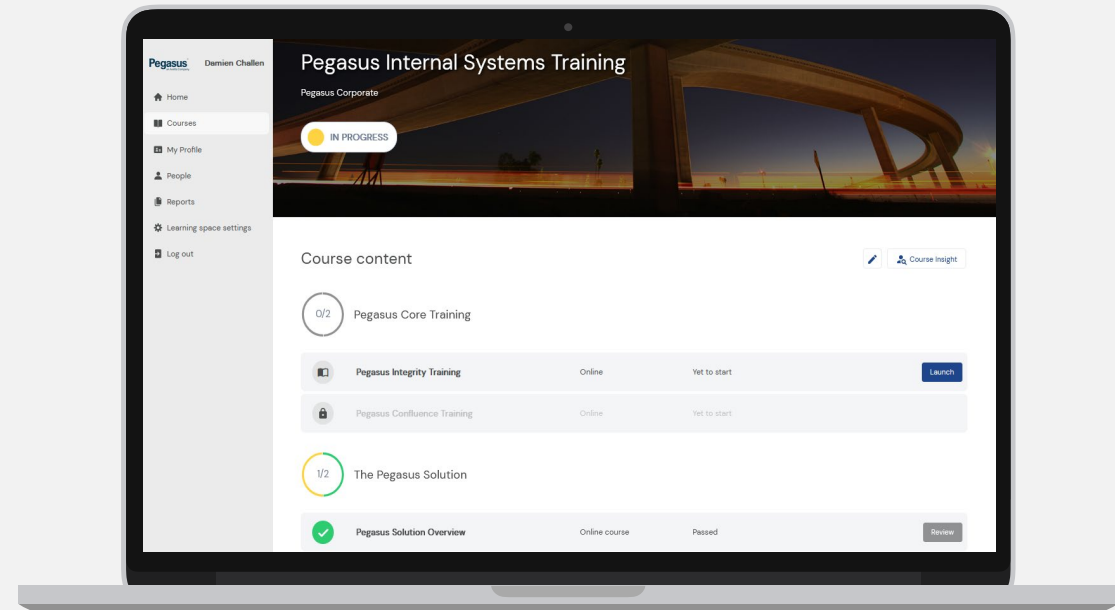 Pegasus
Damien Challen
Home
Courses
My Profile
People
Reports
Learning space settings
Log out
Pegasus Internal Systems Training
Pegasus Corporate
IN PROGRESS
Course content
Course Insight
0/2 Pegasus Core Training
Pegasus Integrity Training Online Yet to start Launch
Pegasus Confluence Training Online Yet to start
1/2 The Pegasus Solution
Pegasus Solution Overview Online course Passed Review